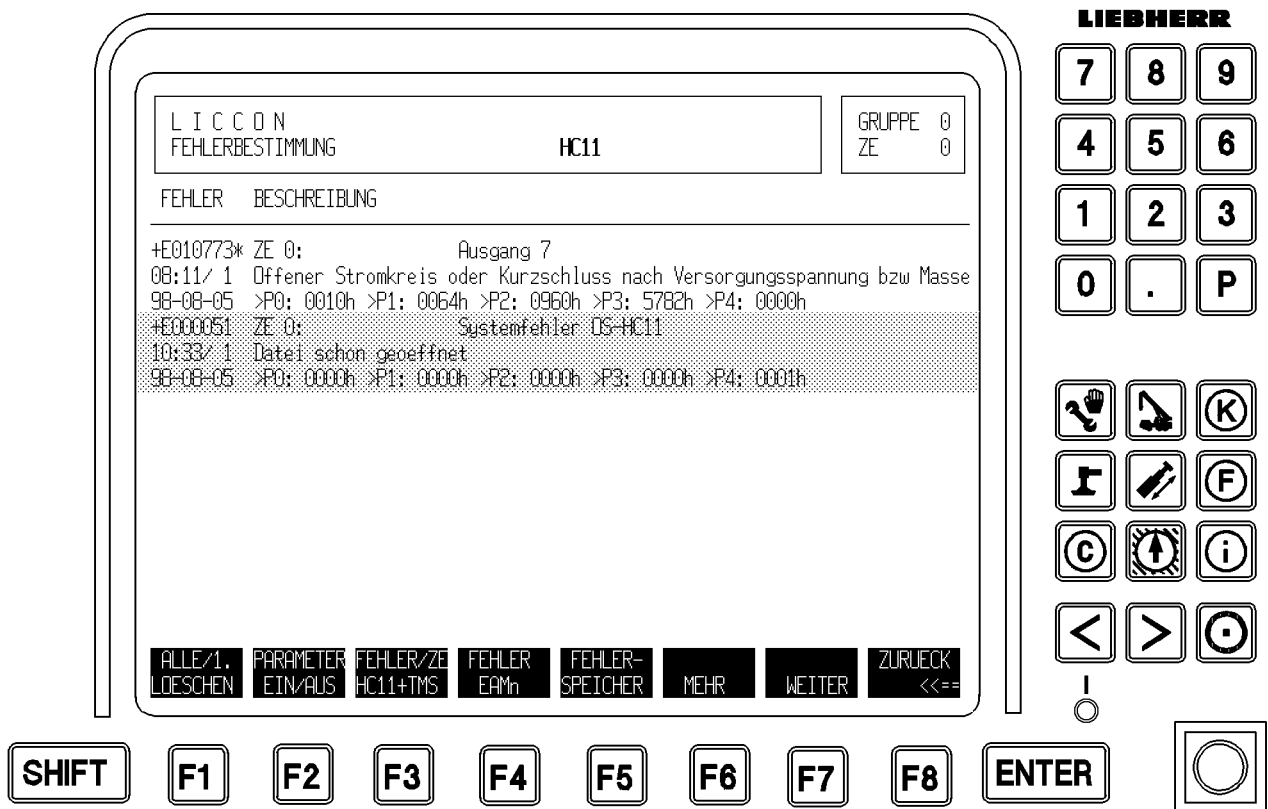 LIEBHERR
L I C C O N
FEHLERBESTIMMUNG HC11
GRUPPE 0
ZE 0
FEHLER BESCHREIBUNG
+E010773* ZE 0: Ausgang 7
08:11/ 1 Offener Stromkreis oder Kurzschluss nach Versorgungsspannung bzw Masse
98-08-05 >P0: 0010h >P1: 0064h >P2: 0960h >P3: 5782h >P4: 0000h
+E000051 ZE 0: Systemfehler OS-HC11
10:33/ 1 Datei schon geoeffnet
98-08-05 >P0: 0000h >P1: 0000h >P2: 0000h >P3: 0000h >P4: 0001h
ALLE/1. PARAMETER FEHLER/ZE FEHLER FEHLER- ZURUECK
LOESCHEN EIN/AUS HC11+TMS EAMn SPEICHER MEHR WEITER <<==
7 8 9
4 5 6
1 2 3
0 . P
K
F
C i
< >
I
SHIFT F1 F2 F3 F4 F5 F6 F7 F8 ENTER